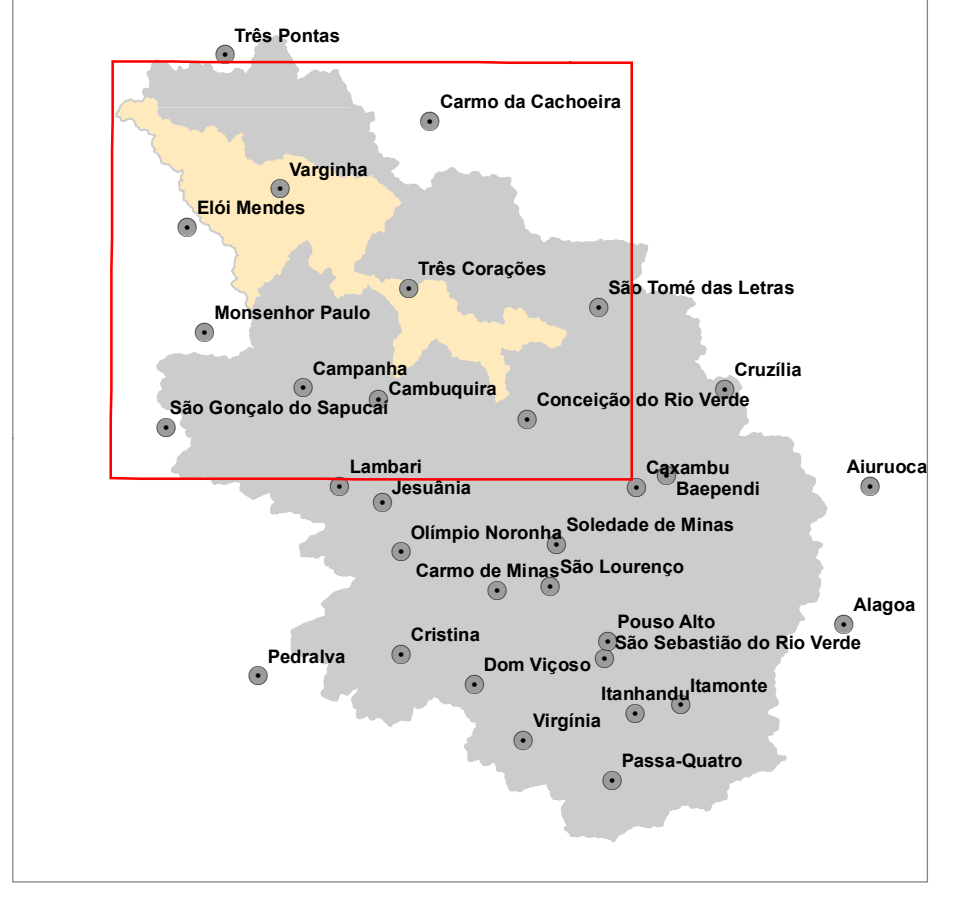 Três Pontas
Carmo da Cachoeira
Varginha
Elói Mendes
Três Corações
São Tomé das Letras
Monsenhor Paulo
Campanha
Cruzília
Cambuquira
Conceição do Rio Verde
São Gonçalo do Sapucaí
Lambari
Caxambu
Aiuruoca
Jesuânia
Baependi
Soledade de Minas
Olímpio Noronha
São Lourenço
Carmo de Minas
Alagoa
Pouso Alto
Cristina
São Sebastião do Rio Verde
Pedralva
Dom Viçoso
Itamonte
Itanhandu
Virgínia
Passa-Quatro